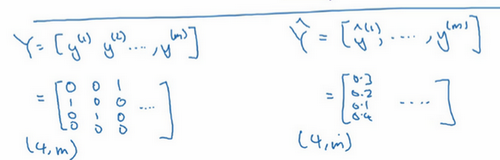 Y = [ y^(1) y^(2) ...., y^(m) ]
= [ 0 0 1
1 0 0 ....
0 1 0
0 0 0 ]
(4, m)
Ŷ = [ ŷ^(1), ...., y^(m) ]
= [ 0.3
0.2 ....
0.1
0.4 ]
(4, m)